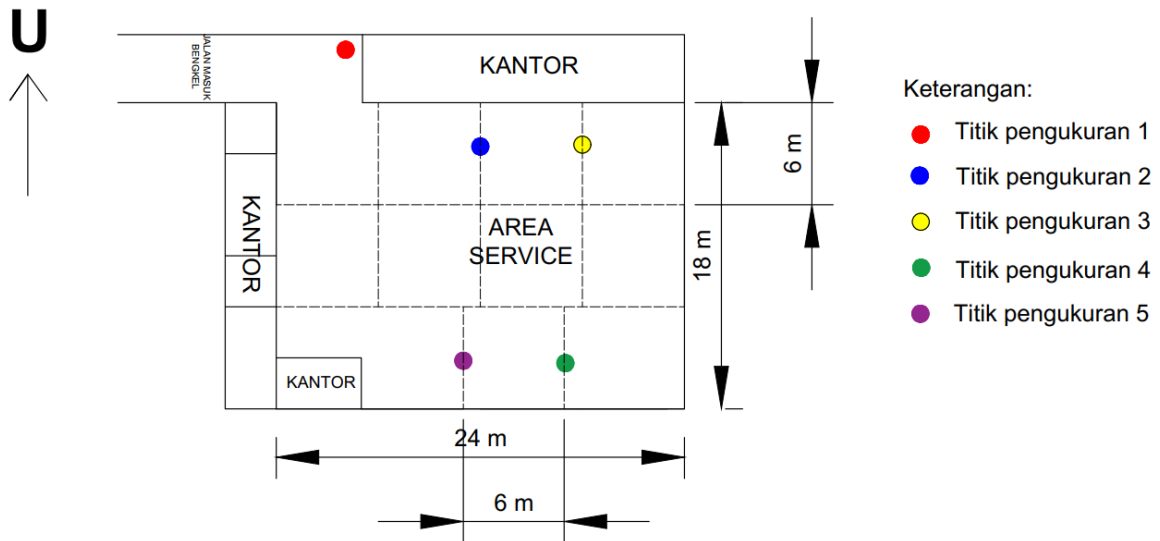 U
JALAN MASUK
BENGKEL
KANTOR
KANTOR
AREA
SERVICE
KANTOR
6 m
18 m
24 m
6 m
Keterangan:
Titik pengukuran 1
Titik pengukuran 2
Titik pengukuran 3
Titik pengukuran 4
Titik pengukuran 5